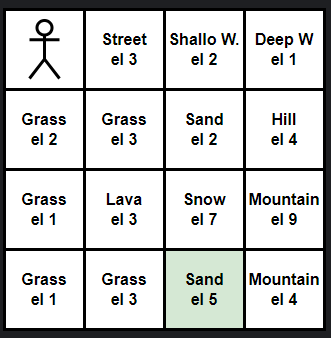 Street
el 3
Shallo W.
el 2
Deep W
el 1
Grass
el 2
Grass
el 3
Sand
el 2
Hill
el 4
Grass
el 1
Lava
el 3
Snow
el 7
Mountain
el 9
Grass
el 1
Grass
el 3
Sand
el 5
Mountain
el 4